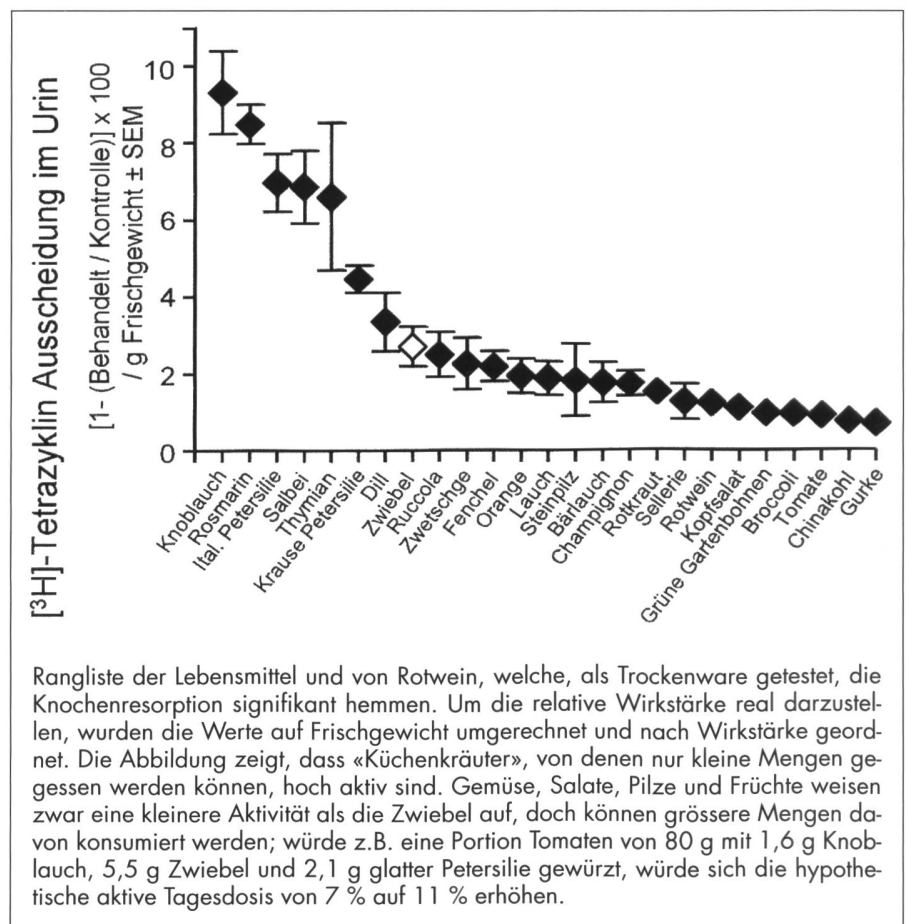 [³H]-Tetrazyklin Ausscheidung im Urin
[1- (Behandelt / Kontrolle)] x 100
/ g Frischgewicht ± SEM
10
8
6
4
2
0
Knoblauch
Rosmarin
Ital. Petersilie
Salbei
Thymian
Krause Petersilie
Dill
Zwiebel
Ruccola
Zwetschge
Fenchel
Orange
Lauch
Steinpilz
Bärlauch
Champignon
Rotkraut
Sellerie
Rotwein
Kopfsalat
Grüne Gartenbohnen
Broccoli
Tomate
Chinakohl
Gurke
Rangliste der Lebensmittel und von Rotwein, welche, als Trockenware getestet, die
Knochenresorption signifikant hemmen. Um die relative Wirkstärke real darzustel-
len, wurden die Werte auf Frischgewicht umgerechnet und nach Wirkstärke geord-
net. Die Abbildung zeigt, dass «Küchenkräuter», von denen nur kleine Mengen ge-
gessen werden können, hoch aktiv sind. Gemüse, Salate, Pilze und Früchte weisen
zwar eine kleinere Aktivität als die Zwiebel auf, doch können grössere Mengen da-
von konsumiert werden; würde z.B. eine Portion Tomaten von 80 g mit 1,6 g Knob-
lauch, 5,5 g Zwiebel und 2,1 g glatter Petersilie gewürzt, würde sich die hypothe-
tische aktive Tagesdosis von 7 % auf 11 % erhöhen.